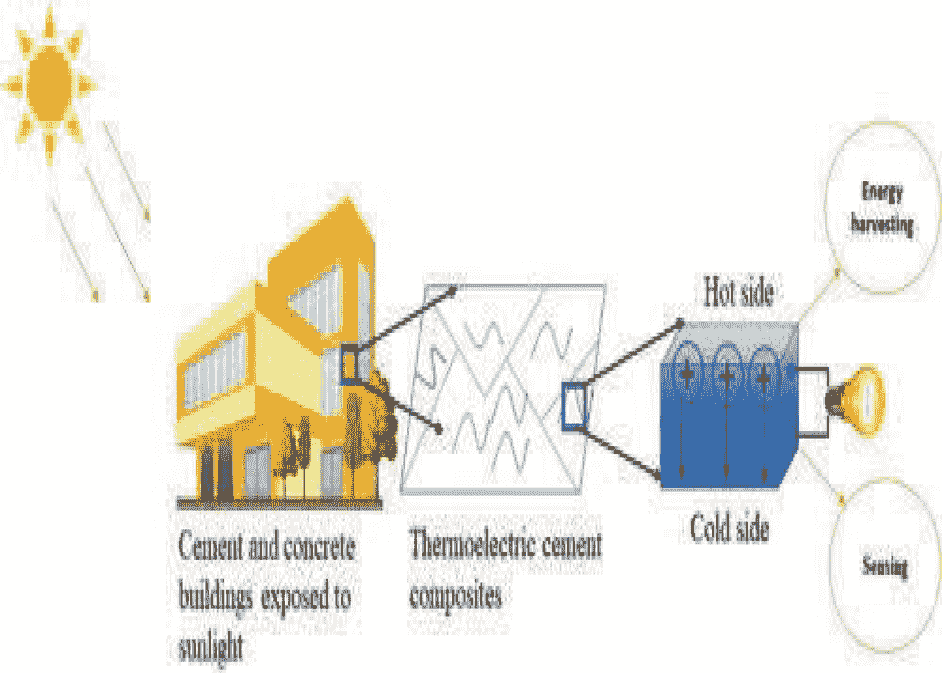 Energy
harvesting
Hot side
Cold side
Sensing
Cement and concrete
buildings exposed to
sunlight
Thermoelectric cement
composites